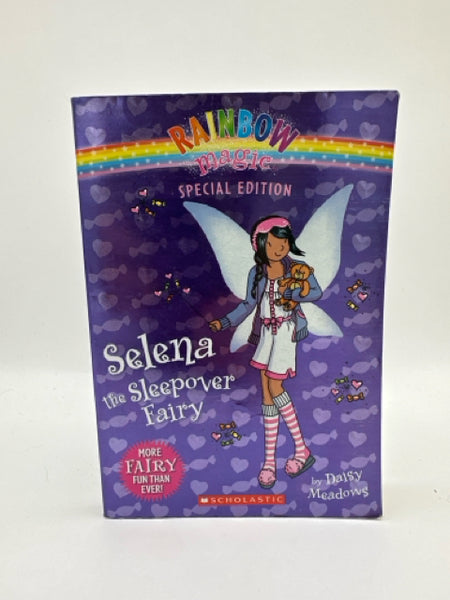 RAINBOW
magic
SPECIAL EDITION
Selena
the Sleepover
Fairy
MORE
FAIRY
FUN THAN
EVER!
by Daisy
Meadows
SCHOLASTIC